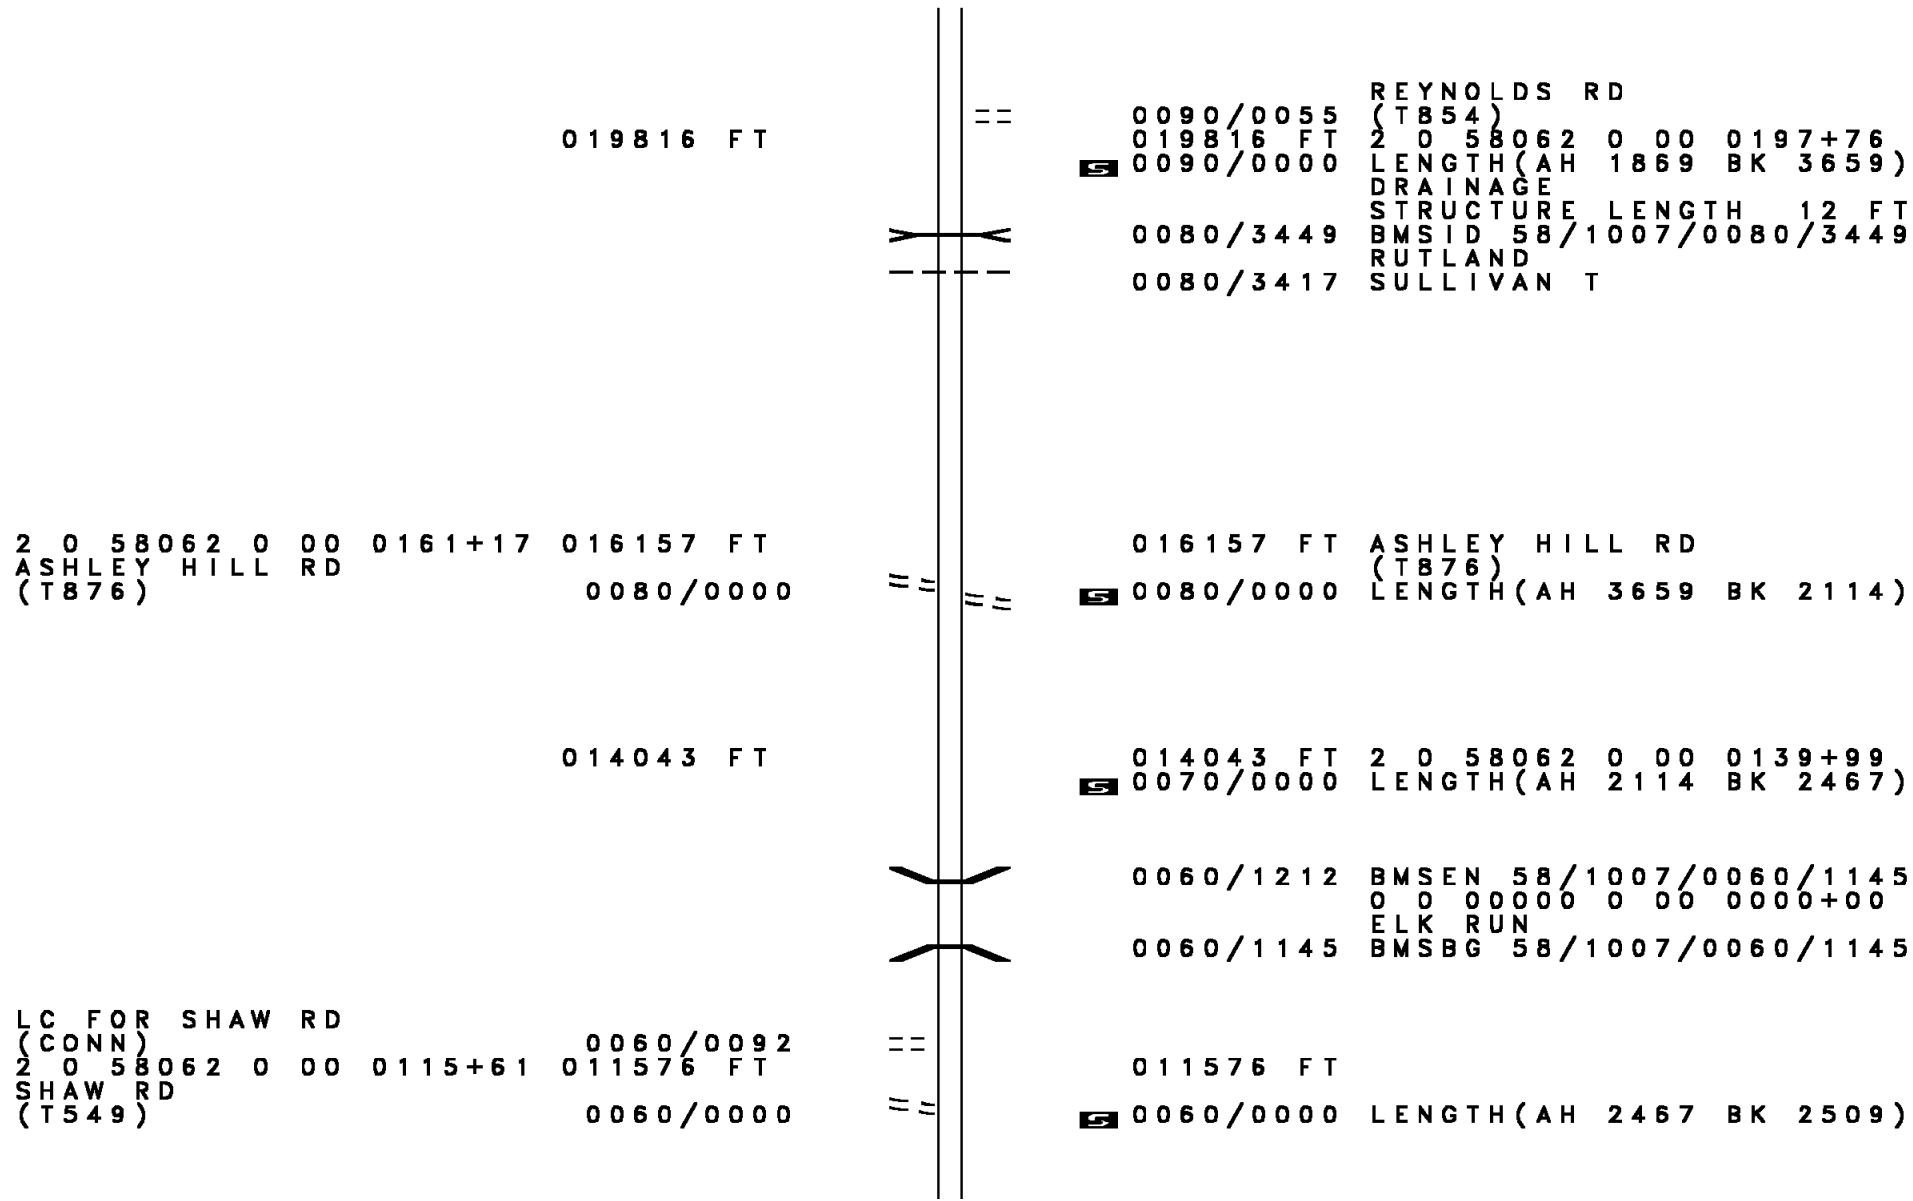 REYNOLDS RD
0090/0055 (T854)
019816 FT 019816 FT 2 0 58062 0 00 0197+76
S 0090/0000 LENGTH(AH 1869 BK 3659)
DRAINAGE
STRUCTURE LENGTH 12 FT
0080/3449 BMSID 58/1007/0080/3449
RUTLAND
0080/3417 SULLIVAN T
2 0 58062 0 00 0161+17 016157 FT 016157 FT ASHLEY HILL RD
ASHLEY HILL RD (T876)
(T876) 0080/0000 S 0080/0000 LENGTH(AH 3659 BK 2114)
014043 FT 014043 FT 2 0 58062 0 00 0139+99
S 0070/0000 LENGTH(AH 2114 BK 2467)
0060/1212 BMSEN 58/1007/0060/1145
0 0 00000 0 00 0000+00
ELK RUN
0060/1145 BMSBG 58/1007/0060/1145
LC FOR SHAW RD
(CONN) 0060/0092
2 0 58062 0 00 0115+61 011576 FT 011576 FT
SHAW RD
(T549) 0060/0000 S 0060/0000 LENGTH(AH 2467 BK 2509)